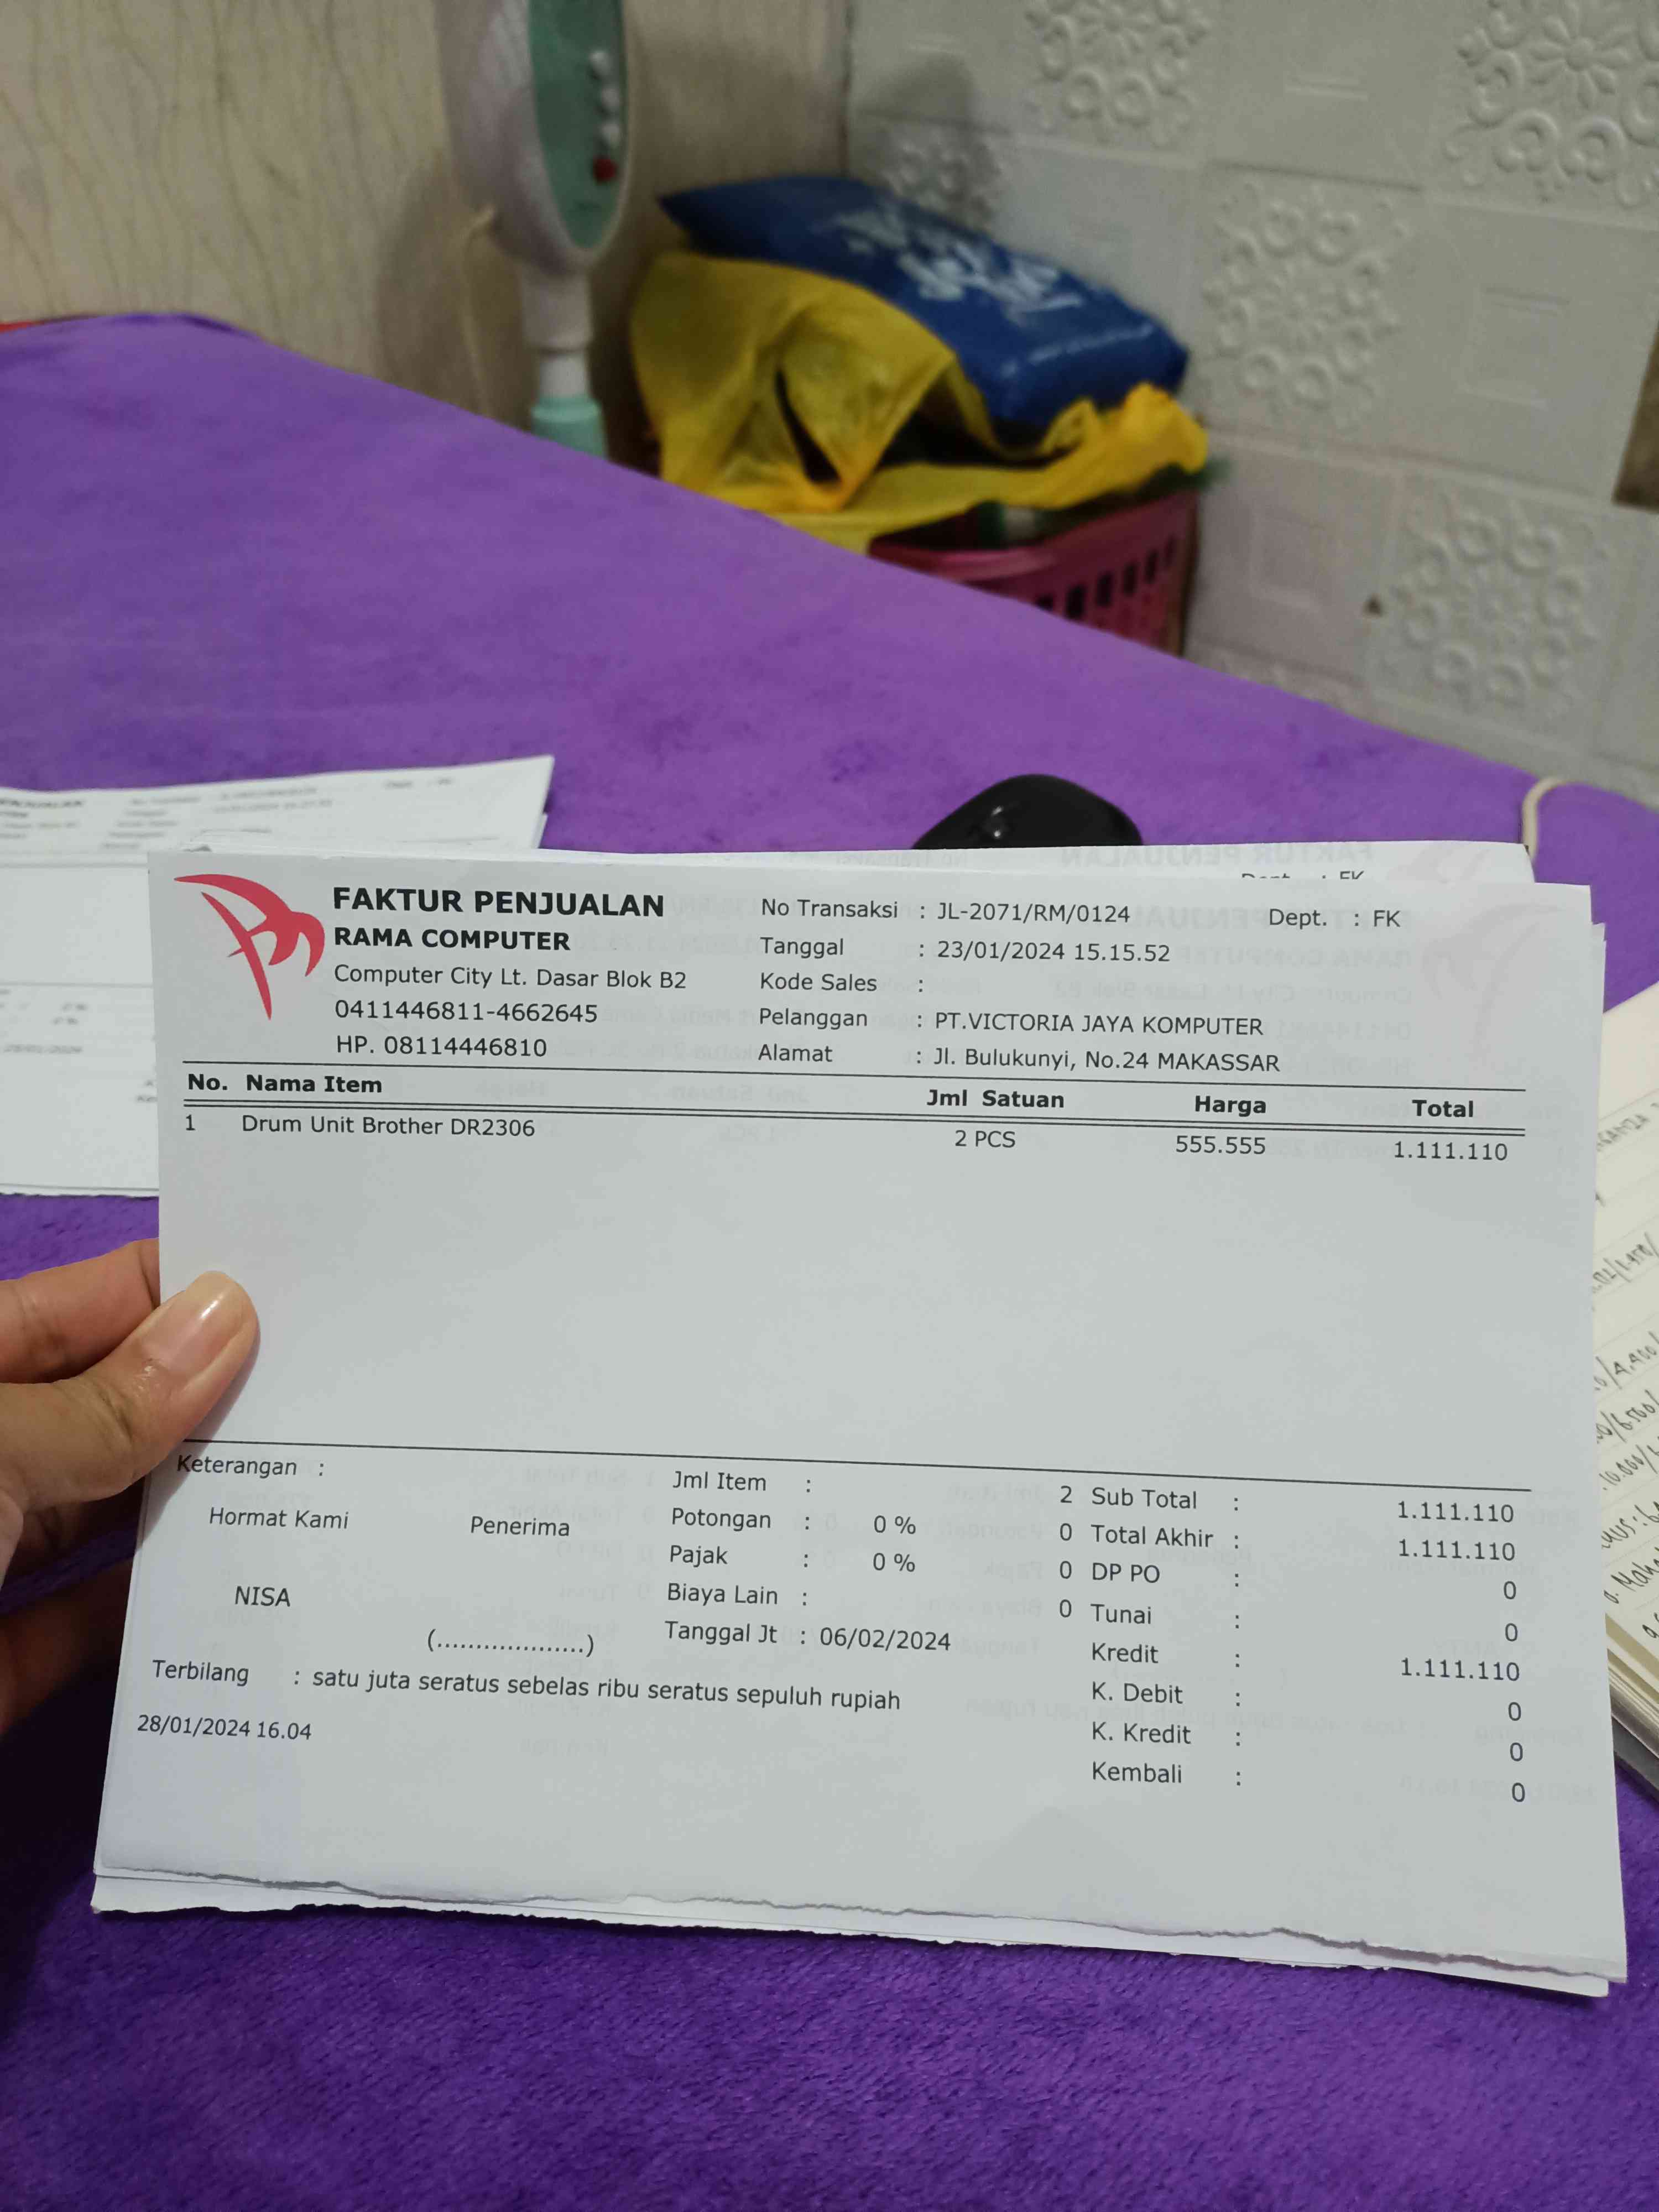 FAKTUR PENJUALAN
RAMA COMPUTER
Computer City Lt. Dasar Blok B2
0411446811-4662645
HP. 08114446810
No Transaksi : JL-2071/RM/0124 Dept. : FK
Tanggal : 23/01/2024 15.15.52
Kode Sales :
Pelanggan : PT.VICTORIA JAYA KOMPUTER
Alamat : Jl. Bulukunyi, No.24 MAKASSAR
No. Nama Item Jml Satuan Harga Total
1 Drum Unit Brother DR2306 2 PCS 555.555 1.111.110
Keterangan :
Hormat Kami Penerima
NISA
(...................)
Jml Item : 2
Potongan : 0 % 0
Pajak : 0 % 0
Biaya Lain : 0
Tanggal Jt : 06/02/2024
Sub Total : 1.111.110
Total Akhir : 1.111.110
DP PO : 0
Tunai : 0
Kredit : 1.111.110
K. Debit : 0
K. Kredit : 0
Kembali : 0
Terbilang : satu juta seratus sebelas ribu seratus sepuluh rupiah
28/01/2024 16.04